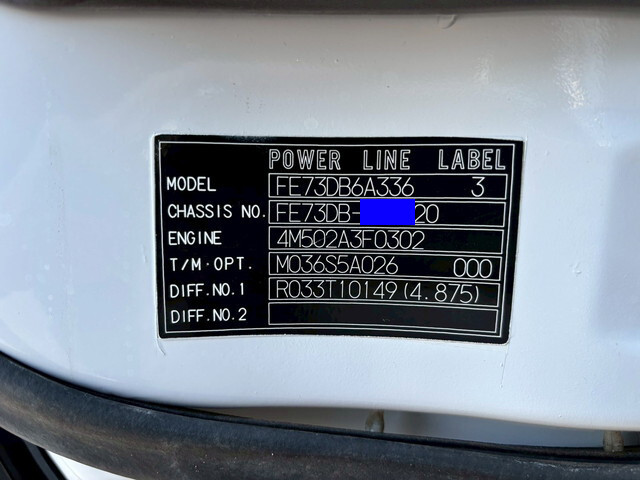 POWER LINE LABEL
MODEL FE73DB6A336 3
CHASSIS NO. FE73DB- 20
ENGINE 4M502A3F0302
T/M·OPT. M036S5A026 000
DIFF.NO.1 R033T10149(4.875)
DIFF.NO.2